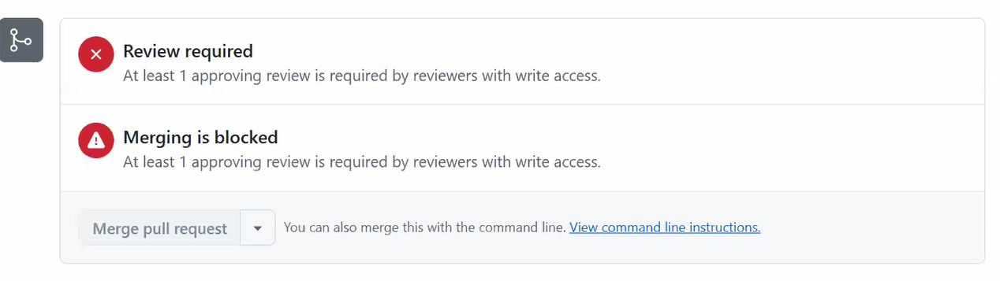 Review required
At least 1 approving review is required by reviewers with write access.
Merging is blocked
At least 1 approving review is required by reviewers with write access.
Merge pull request You can also merge this with the command line. View command line instructions.